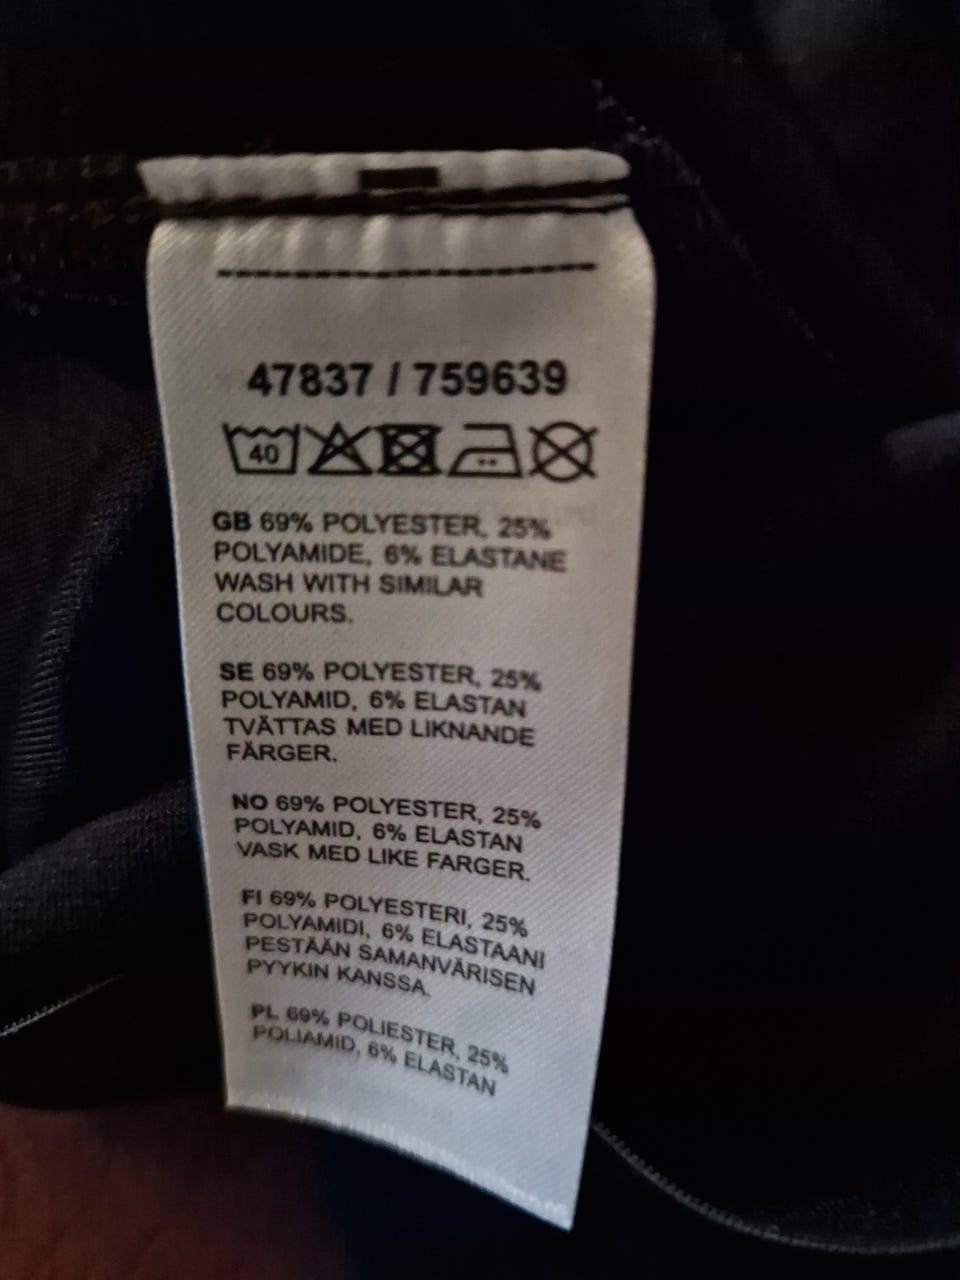 47837 / 759639
40
GB 69% POLYESTER, 25%
POLYAMIDE, 6% ELASTANE
WASH WITH SIMILAR
COLOURS.
SE 69% POLYESTER, 25%
POLYAMID, 6% ELASTAN
TVÄTTAS MED LIKNANDE
FÄRGER.
NO 69% POLYESTER, 25%
POLYAMID, 6% ELASTAN
VASK MED LIKE FARGER.
FI 69% POLYESTERI, 25%
POLYAMIDI, 6% ELASTAANI
PESTÄÄN SAMANVÄRISEN
PYYKIN KANSSA.
PL 69% POLIESTER, 25%
POLIAMID, 6% ELASTAN